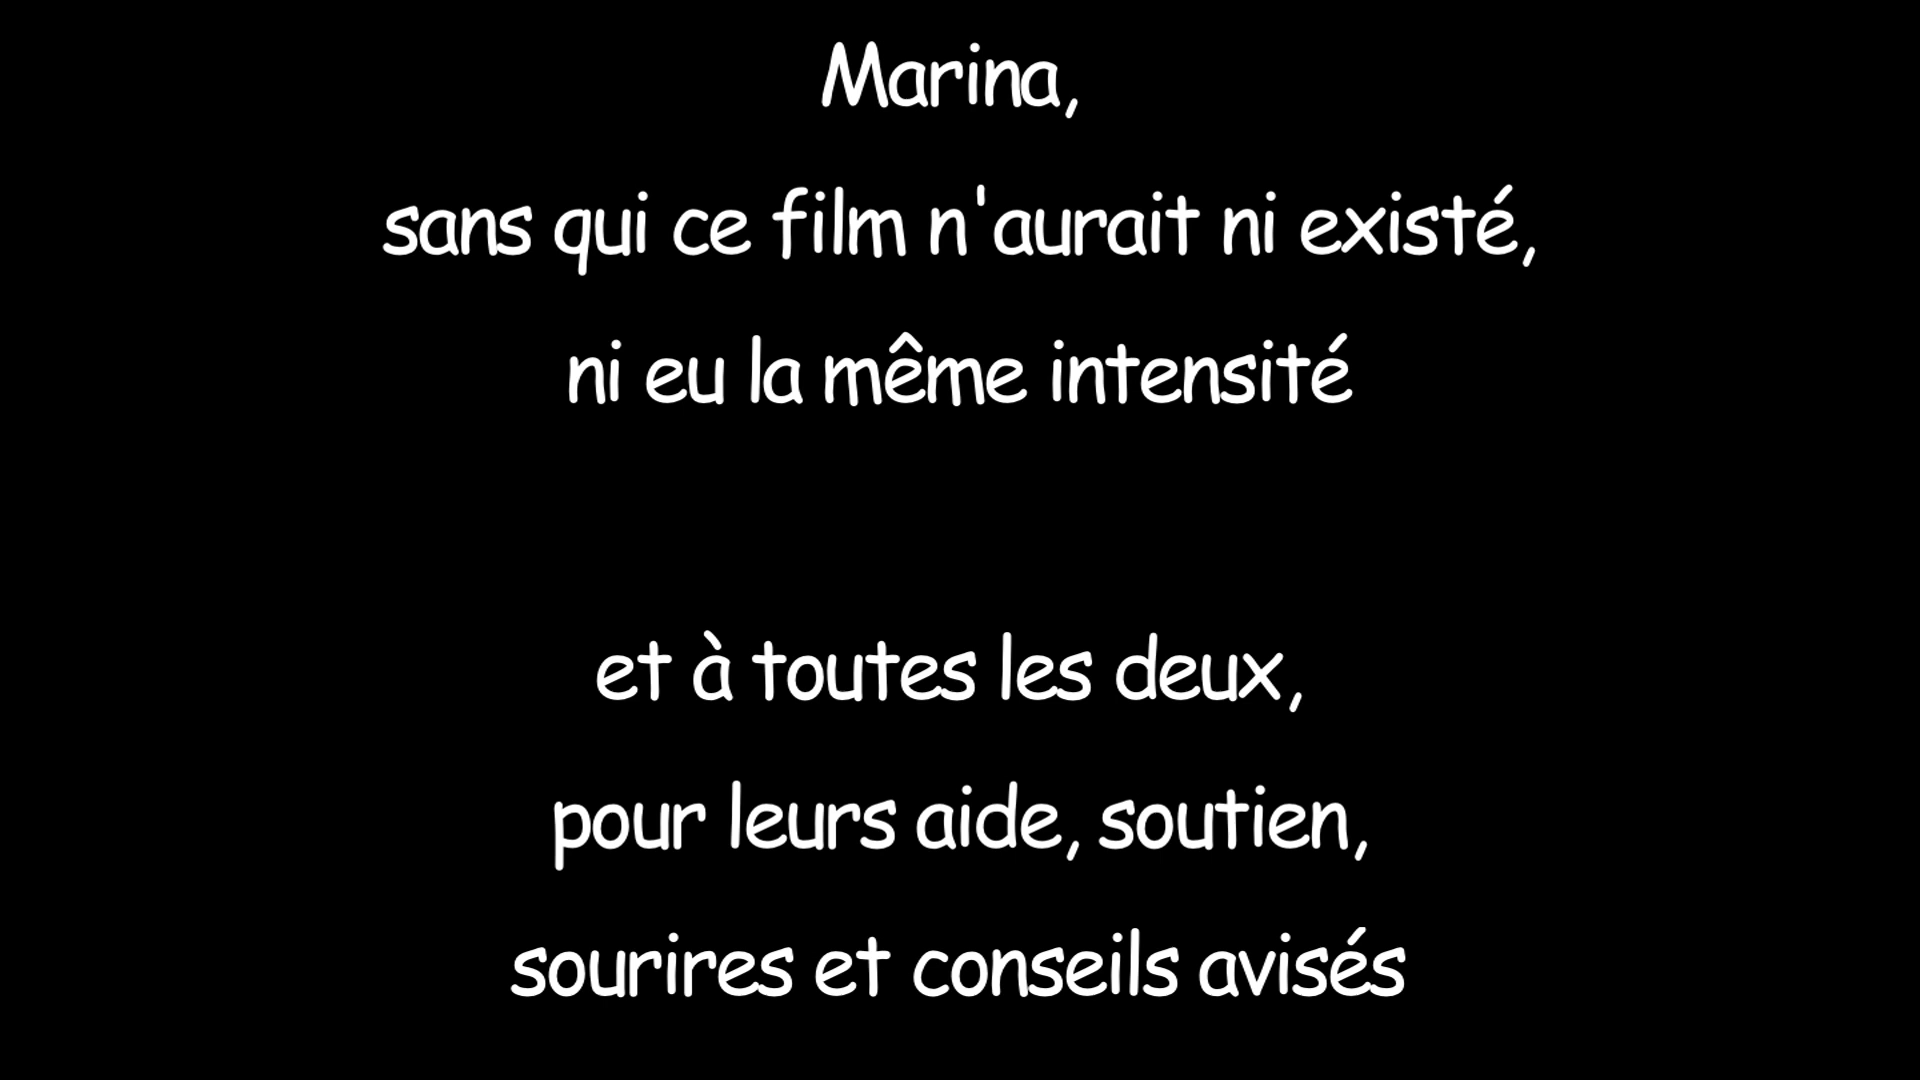 Marina,
sans qui ce film n'aurait ni existé,
ni eu la même intensité
et à toutes les deux,
pour leurs aide, soutien,
sourires et conseils avisés